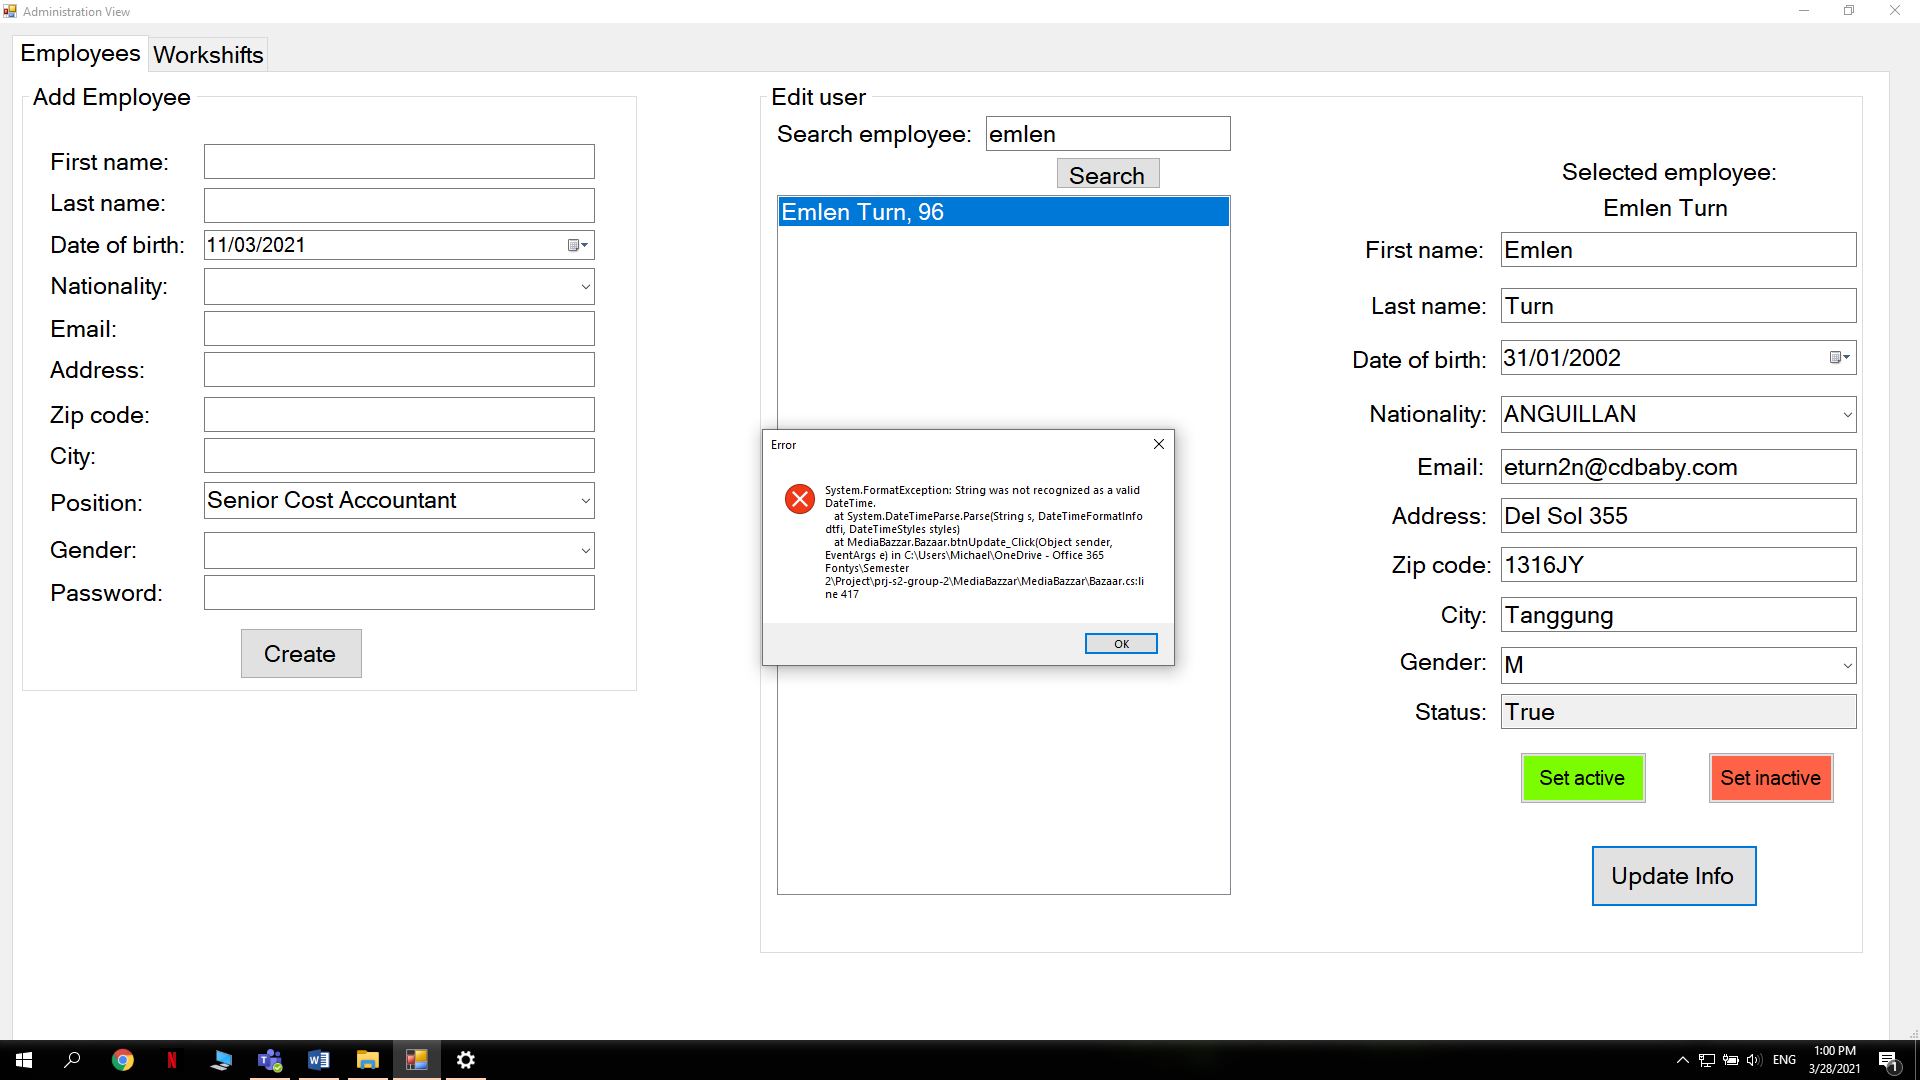 Administration View
Employees
Workshifts
Add Employee
First name:
Last name:
Date of birth: 11/03/2021
Nationality:
Email:
Address:
Zip code:
City:
Position: Senior Cost Accountant
Gender:
Password:
Create
Edit user
Search employee: emlen
Search
Emlen Turn, 96
Selected employee:
Emlen Turn
First name: Emlen
Last name: Turn
Date of birth: 31/01/2002
Nationality: ANGUILLAN
Email: eturn2n@cdbaby.com
Address: Del Sol 355
Zip code: 1316JY
City: Tanggung
Gender: M
Status: True
Set active
Set inactive
Update Info
Error
System.FormatException: String was not recognized as a valid
DateTime.
at System.DateTimeParse.Parse(String s, DateTimeFormatInfo
dtfi, DateTimeStyles styles)
at MediaBazzar.Bazaar.btnUpdate_Click(Object sender,
EventArgs e) in C:\Users\Michael\OneDrive - Office 365
Fontys\Semester
2\Project\prj-s2-group-2\MediaBazzar\MediaBazzar\Bazaar.cs:li
ne 417
OK
ENG
1:00 PM
3/28/2021
1